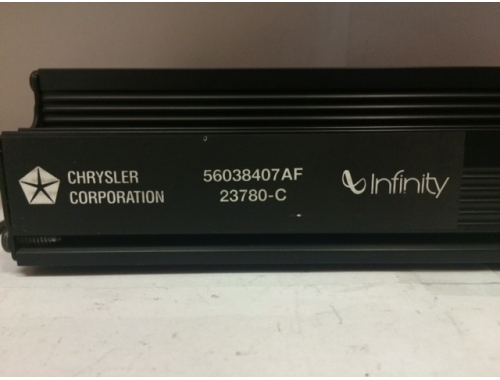 CHRYSLER
CORPORATION
56038407AF
23780-C
Infinity